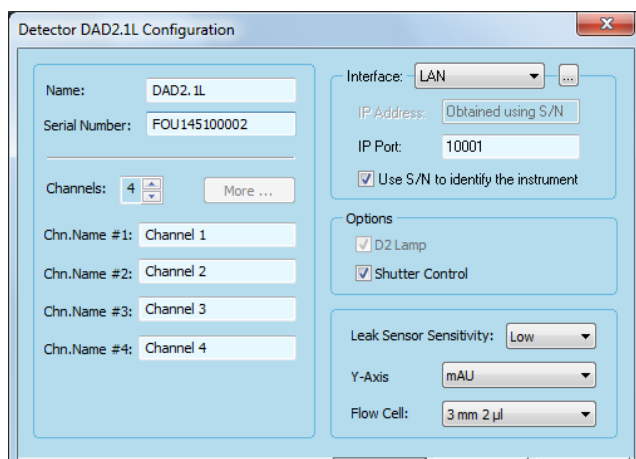 Detector DAD2.1L Configuration
Name: DAD2.1L
Serial Number: FOU145100002
Channels: 4 More ...
Chn.Name #1: Channel 1
Chn.Name #2: Channel 2
Chn.Name #3: Channel 3
Chn.Name #4: Channel 4
Interface: LAN ...
IP Address: Obtained using S/N
IP Port: 10001
Use S/N to identify the instrument
Options
D2 Lamp
Shutter Control
Leak Sensor Sensitivity: Low
Y-Axis mAU
Flow Cell: 3 mm 2 µl